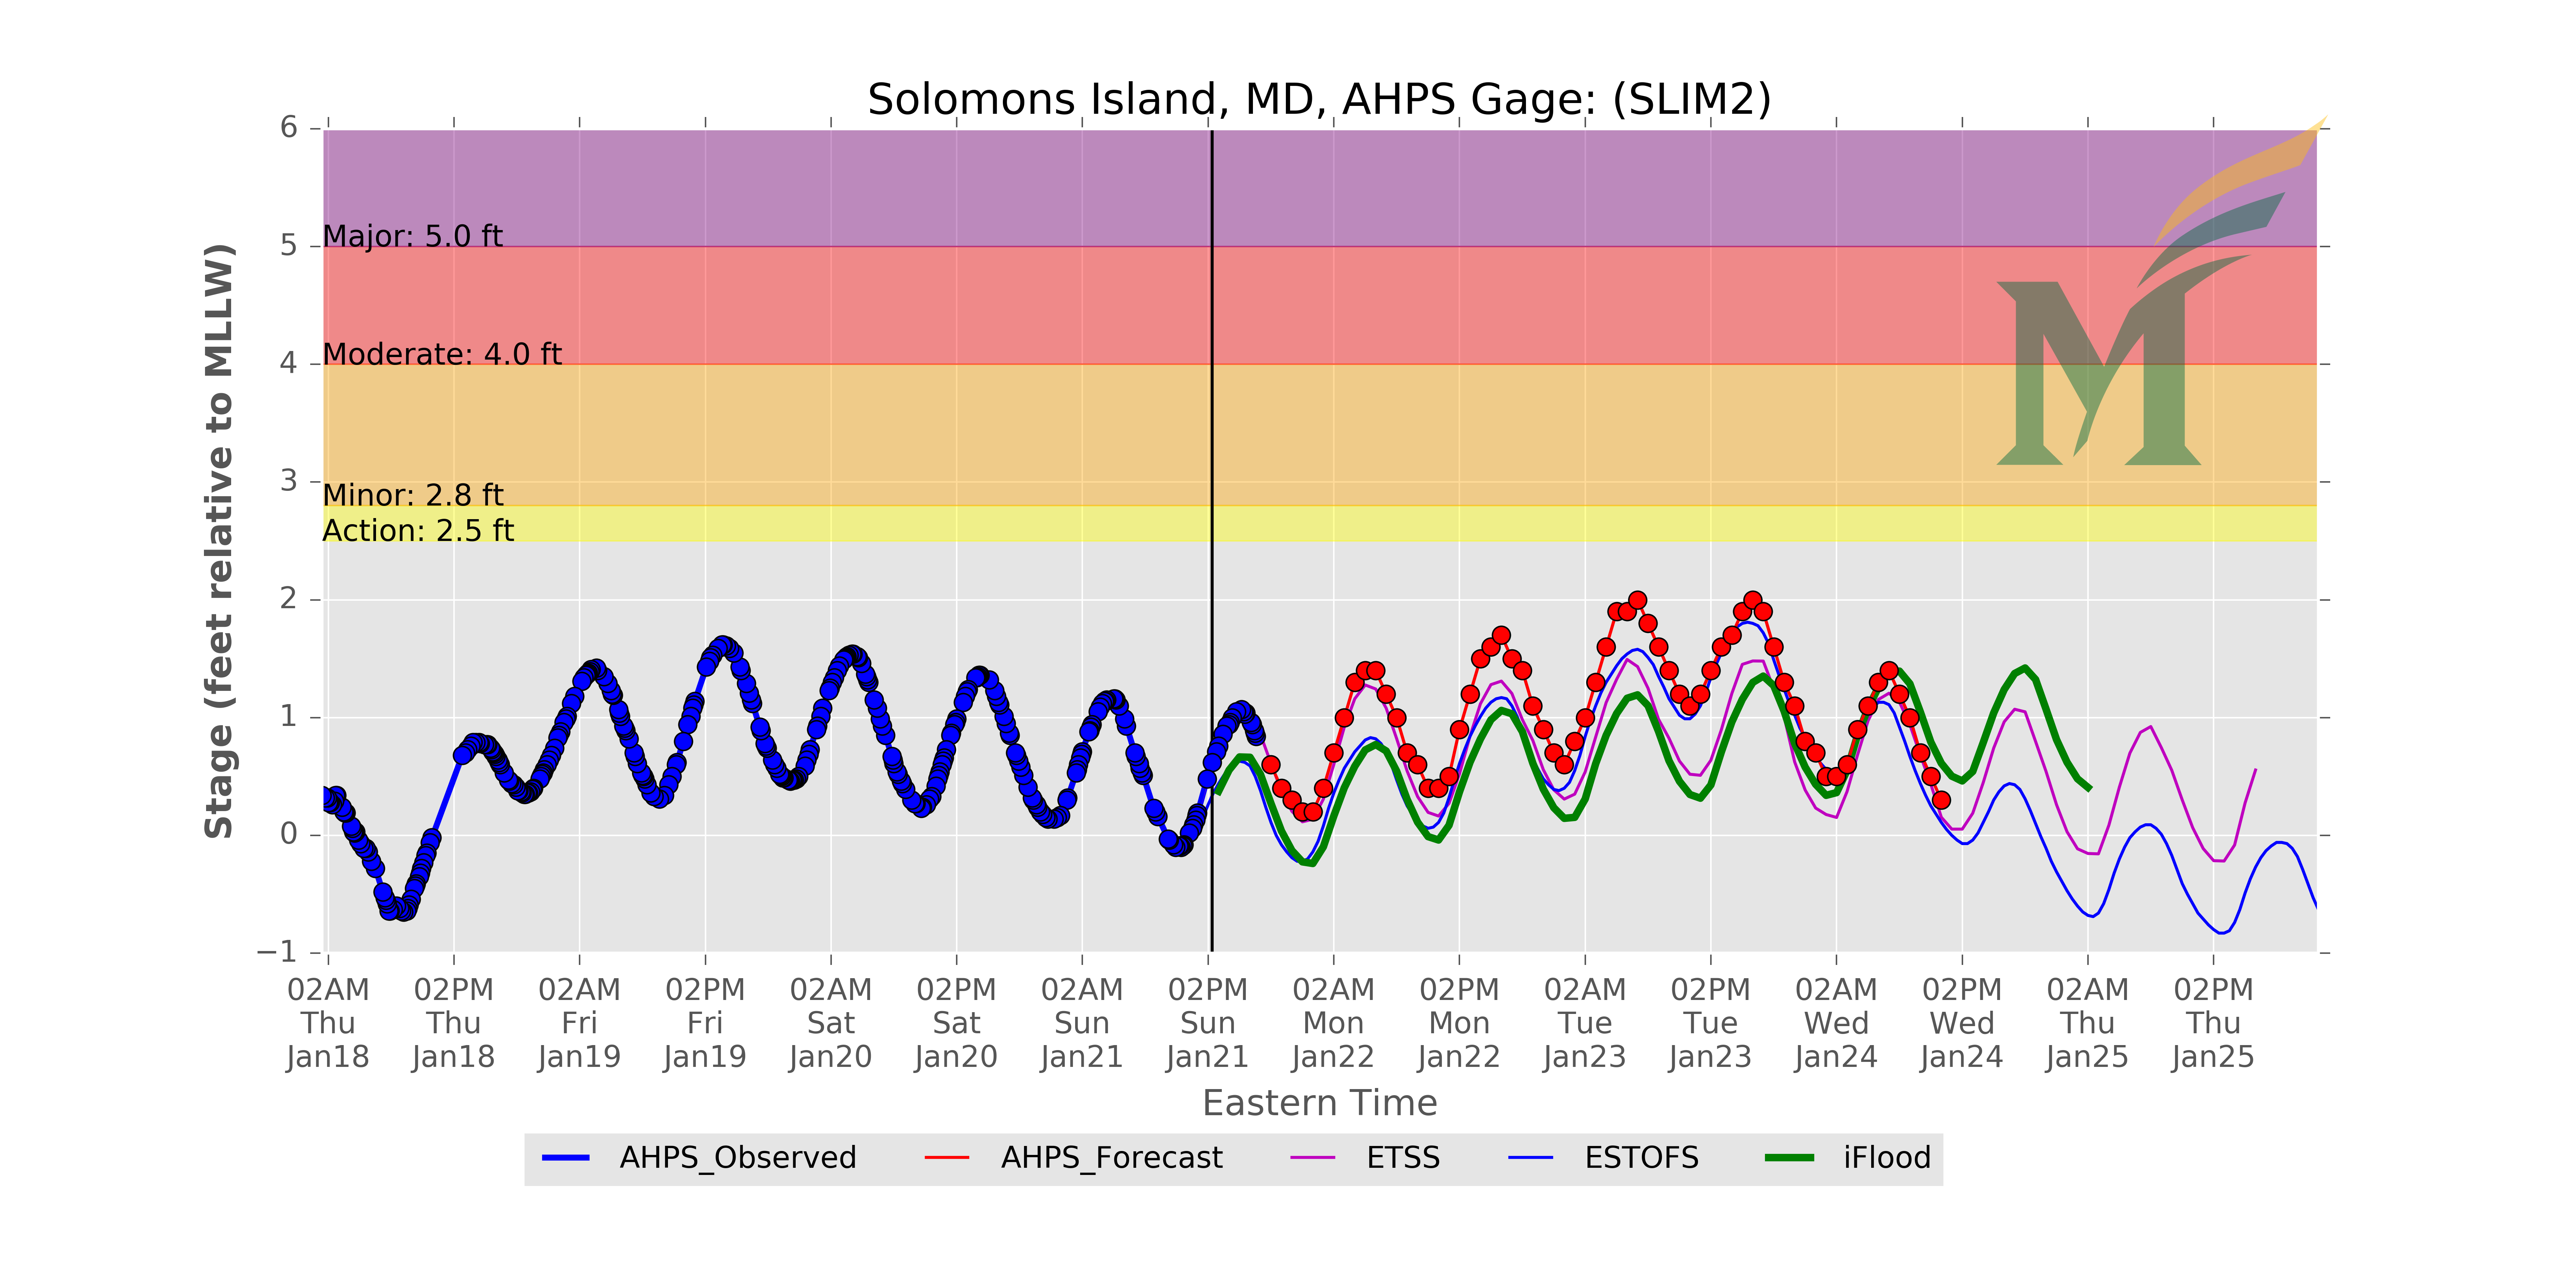 Solomons Island, MD, AHPS Gage: (SLIM2)
Stage (feet relative to MLLW)
6
5
4
3
2
1
0
−1
Major: 5.0 ft
Moderate: 4.0 ft
Minor: 2.8 ft
Action: 2.5 ft
M
02AM 02PM 02AM 02PM 02AM 02PM 02AM 02PM 02AM 02PM 02AM 02PM 02AM 02PM 02AM 02PM
Thu Thu Fri Fri Sat Sat Sun Sun Mon Mon Tue Tue Wed Wed Thu Thu
Jan18 Jan18 Jan19 Jan19 Jan20 Jan20 Jan21 Jan21 Jan22 Jan22 Jan23 Jan23 Jan24 Jan24 Jan25 Jan25
Eastern Time
AHPS_Observed AHPS_Forecast ETSS ESTOFS iFlood